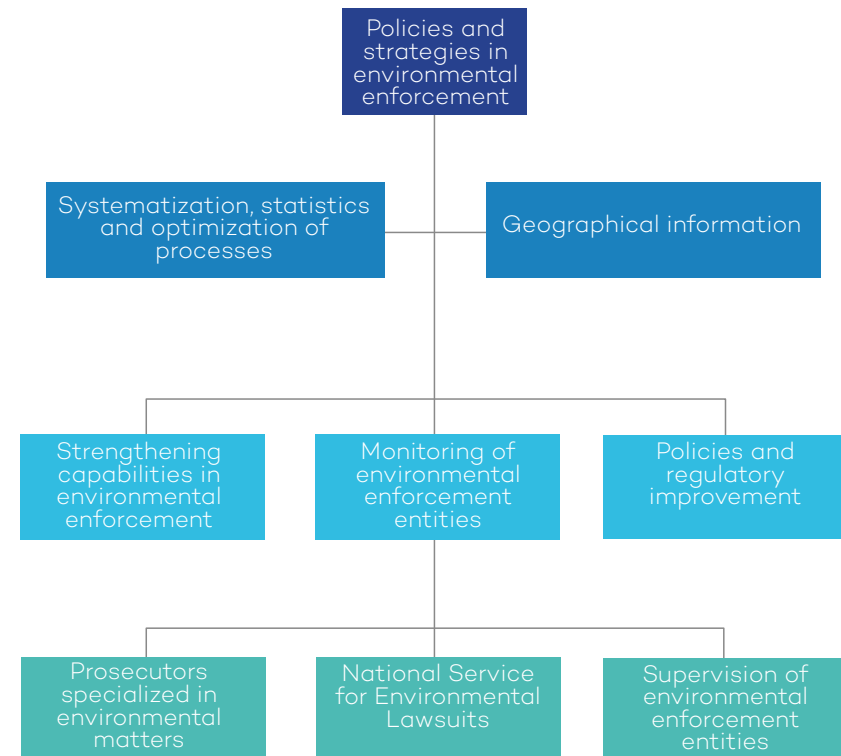 Policies and
strategies in
environmental
enforcement
Systematization, statistics
and optimization of
processes
Geographical information
Strengthening
capabilities in
environmental
enforcement
Monitoring of
environmental
enforcement
entities
Policies and
regulatory
improvement
Prosecutors
specialized in
environmental
matters
National Service
for Environmental
Lawsuits
Supervision of
environmental
enforcement
entities